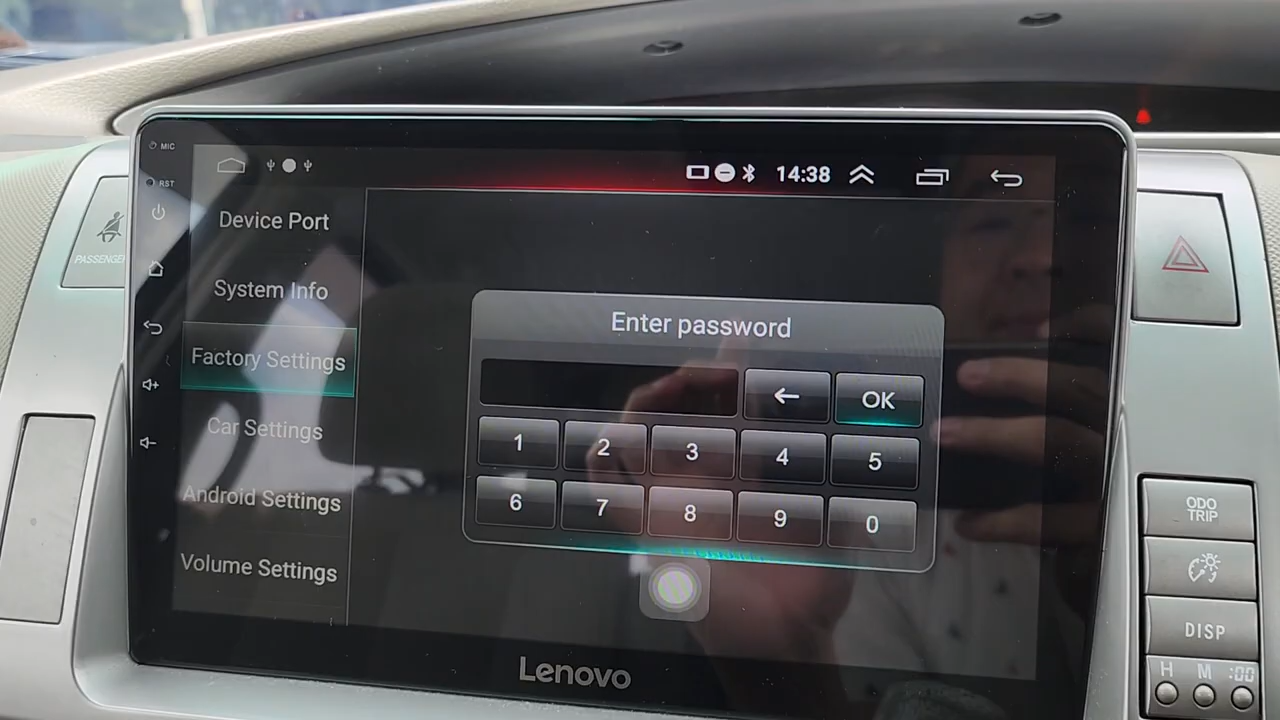 MIC
14:38
RST
Device Port
PASSENGER
System Info
Factory Settings
Car Settings
Android Settings
Volume Settings
Enter password
OK
1 2 3 4 5
6 7 8 9 0
Lenovo
ODO
TRIP
DISP
H M :00